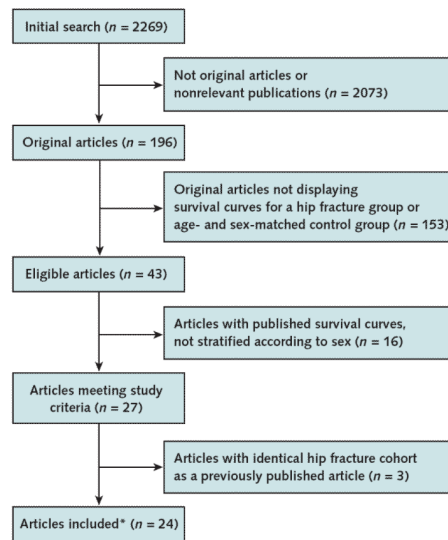 Initial search (n = 2269)
Not original articles or
nonrelevant publications (n = 2073)
Original articles (n = 196)
Original articles not displaying
survival curves for a hip fracture group or
age- and sex-matched control group (n = 153)
Eligible articles (n = 43)
Articles with published survival curves,
not stratified according to sex (n = 16)
Articles meeting study
criteria (n = 27)
Articles with identical hip fracture cohort
as a previously published article (n = 3)
Articles included* (n = 24)